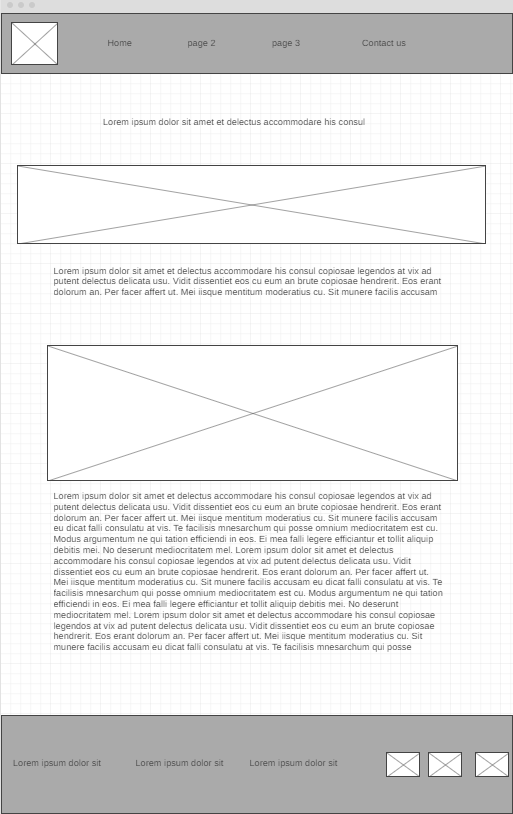 Home page 2 page 3 Contact us
Lorem ipsum dolor sit amet et delectus accommodare his consul
Lorem ipsum dolor sit amet et delectus accommodare his consul copiosae legendos at vix ad
putent delectus delicata usu. Vidit dissentiet eos cu eum an brute copiosae hendrerit. Eos erant
dolorum an. Per facer affert ut. Mei iisque mentitum moderatius cu. Sit munere facilis accusam
Lorem ipsum dolor sit amet et delectus accommodare his consul copiosae legendos at vix ad
putent delectus delicata usu. Vidit dissentiet eos cu eum an brute copiosae hendrerit. Eos erant
dolorum an. Per facer affert ut. Mei iisque mentitum moderatius cu. Sit munere facilis accusam
eu dicat falli consulatu at vis. Te facilisis mnesarchum qui posse omnium mediocritatem est cu.
Modus argumentum ne qui tation efficiendi in eos. Ei mea falli legere efficiantur et tollit aliquip
debitis mei. No deserunt mediocritatem mel. Lorem ipsum dolor sit amet et delectus
accommodare his consul copiosae legendos at vix ad putent delectus delicata usu. Vidit
dissentiet eos cu eum an brute copiosae hendrerit. Eos erant dolorum an. Per facer affert ut.
Mei iisque mentitum moderatius cu. Sit munere facilis accusam eu dicat falli consulatu at vis. Te
facilisis mnesarchum qui posse omnium mediocritatem est cu. Modus argumentum ne qui tation
efficiendi in eos. Ei mea falli legere efficiantur et tollit aliquip debitis mei. No deserunt
mediocritatem mel. Lorem ipsum dolor sit amet et delectus accommodare his consul copiosae
legendos at vix ad putent delectus delicata usu. Vidit dissentiet eos cu eum an brute copiosae
hendrerit. Eos erant dolorum an. Per facer affert ut. Mei iisque mentitum moderatius cu. Sit
munere facilis accusam eu dicat falli consulatu at vis. Te facilisis mnesarchum qui posse
Lorem ipsum dolor sit Lorem ipsum dolor sit Lorem ipsum dolor sit